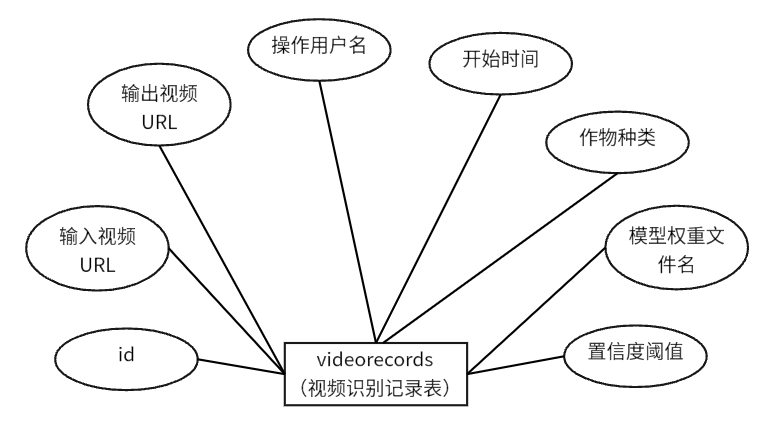 操作用户名
开始时间
输出视频
URL
作物种类
输入视频
URL
模型权重文
件名
id
置信度阈值
videorecords
（视频识别记录表）